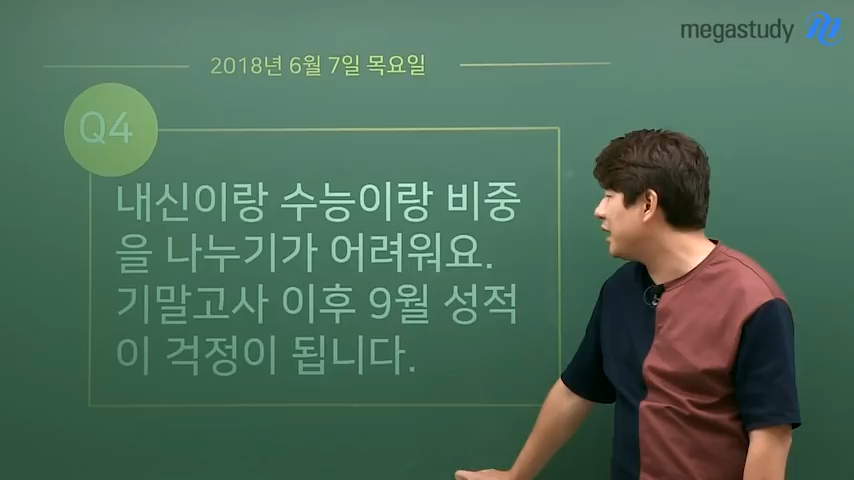 megastudy
2018년 6월 7일 목요일
Q4
내신이랑 수능이랑 비중
을 나누기가 어려워요.
기말고사 이후 9월 성적
이 걱정이 됩니다.